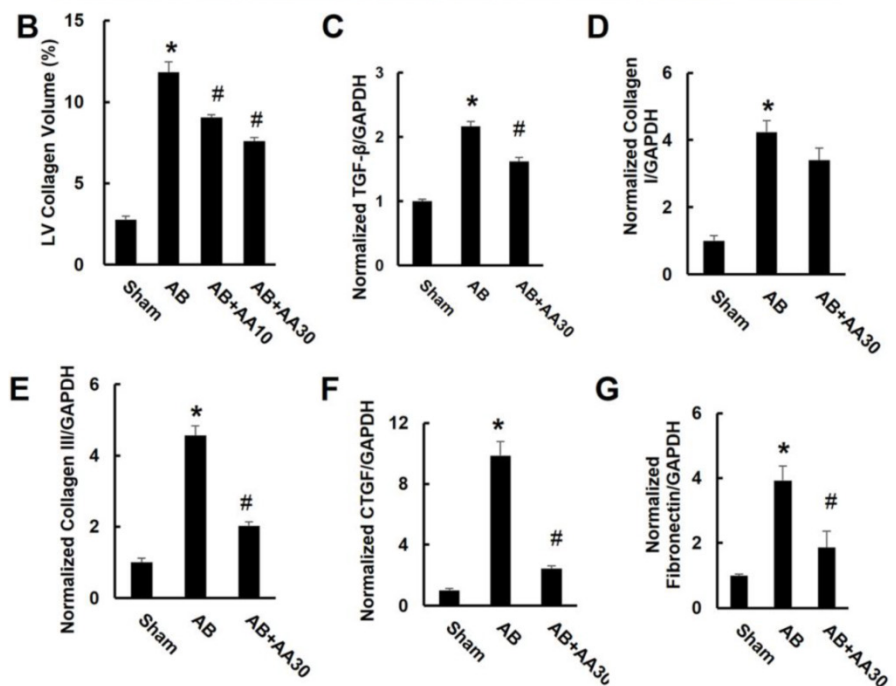 B
LV Collagen Volume (%)
15
10
5
0
*
#
#
Sham
AB
AB+AA10
AB+AA30
C
Normalized TGF-β/GAPDH
3
2
1
0
*
#
Sham
AB
AB+AA30
D
Normalized Collagen
I/GAPDH
6
4
2
0
*
Sham
AB
AB+AA30
E
Normalized Collagen III/GAPDH
6
4
2
0
*
#
Sham
AB
AB+AA30
F
Normalized CTGF/GAPDH
12
8
4
0
*
#
Sham
AB
AB+AA30
G
Normalized
Fibronectin/GAPDH
6
4
2
0
*
#
Sham
AB
AB+AA30